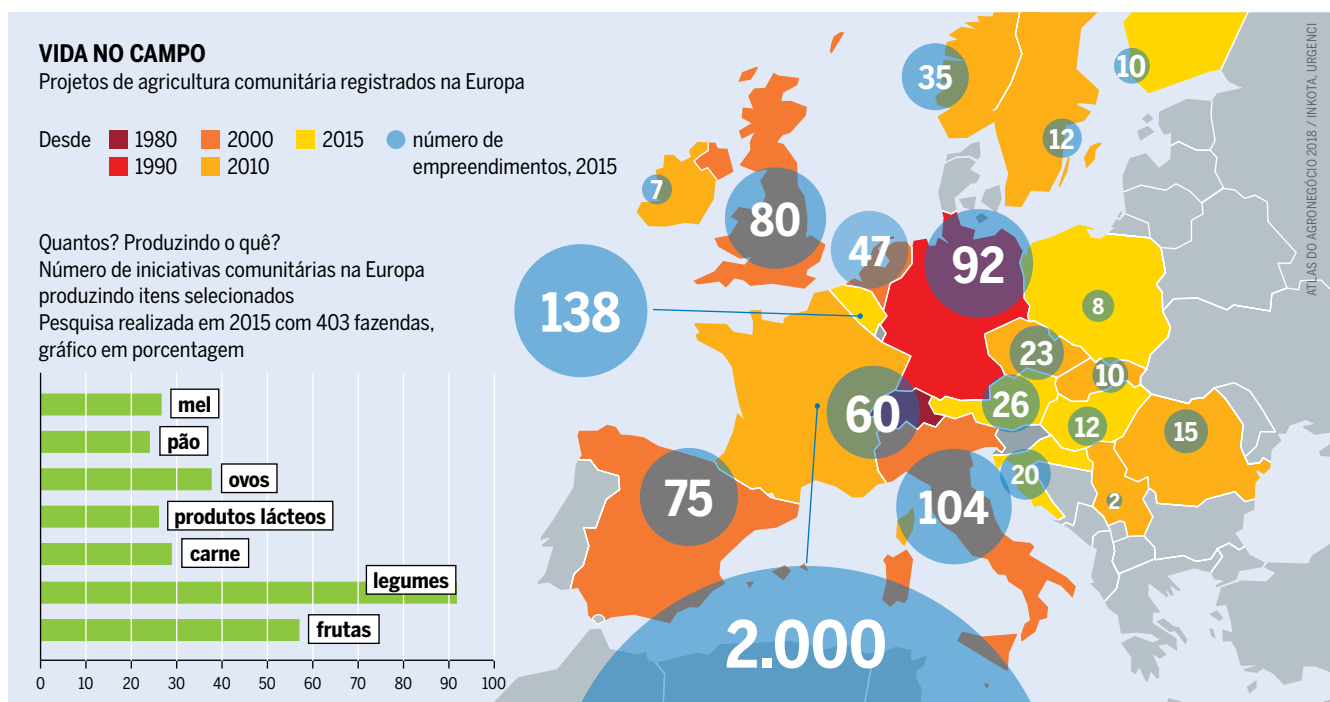 VIDA NO CAMPO
Projetos de agricultura comunitária registrados na Europa
Desde
1980
2000
2015
número de
1990
2010
empreendimentos, 2015
Quantos? Produzindo o quê?
Número de iniciativas comunitárias na Europa
produzindo itens selecionados
Pesquisa realizada em 2015 com 403 fazendas,
gráfico em porcentagem
mel
pão
ovos
produtos lácteos
carne
legumes
frutas
0 10 20 30 40 50 60 70 80 90 100
35
10
12
7
80
47
92
138
8
23
10
60
26
12
15
20
75
104
2
2.000
ATLAS DO AGRONEGÓCIO 2018 / INKOTA, URGENCI